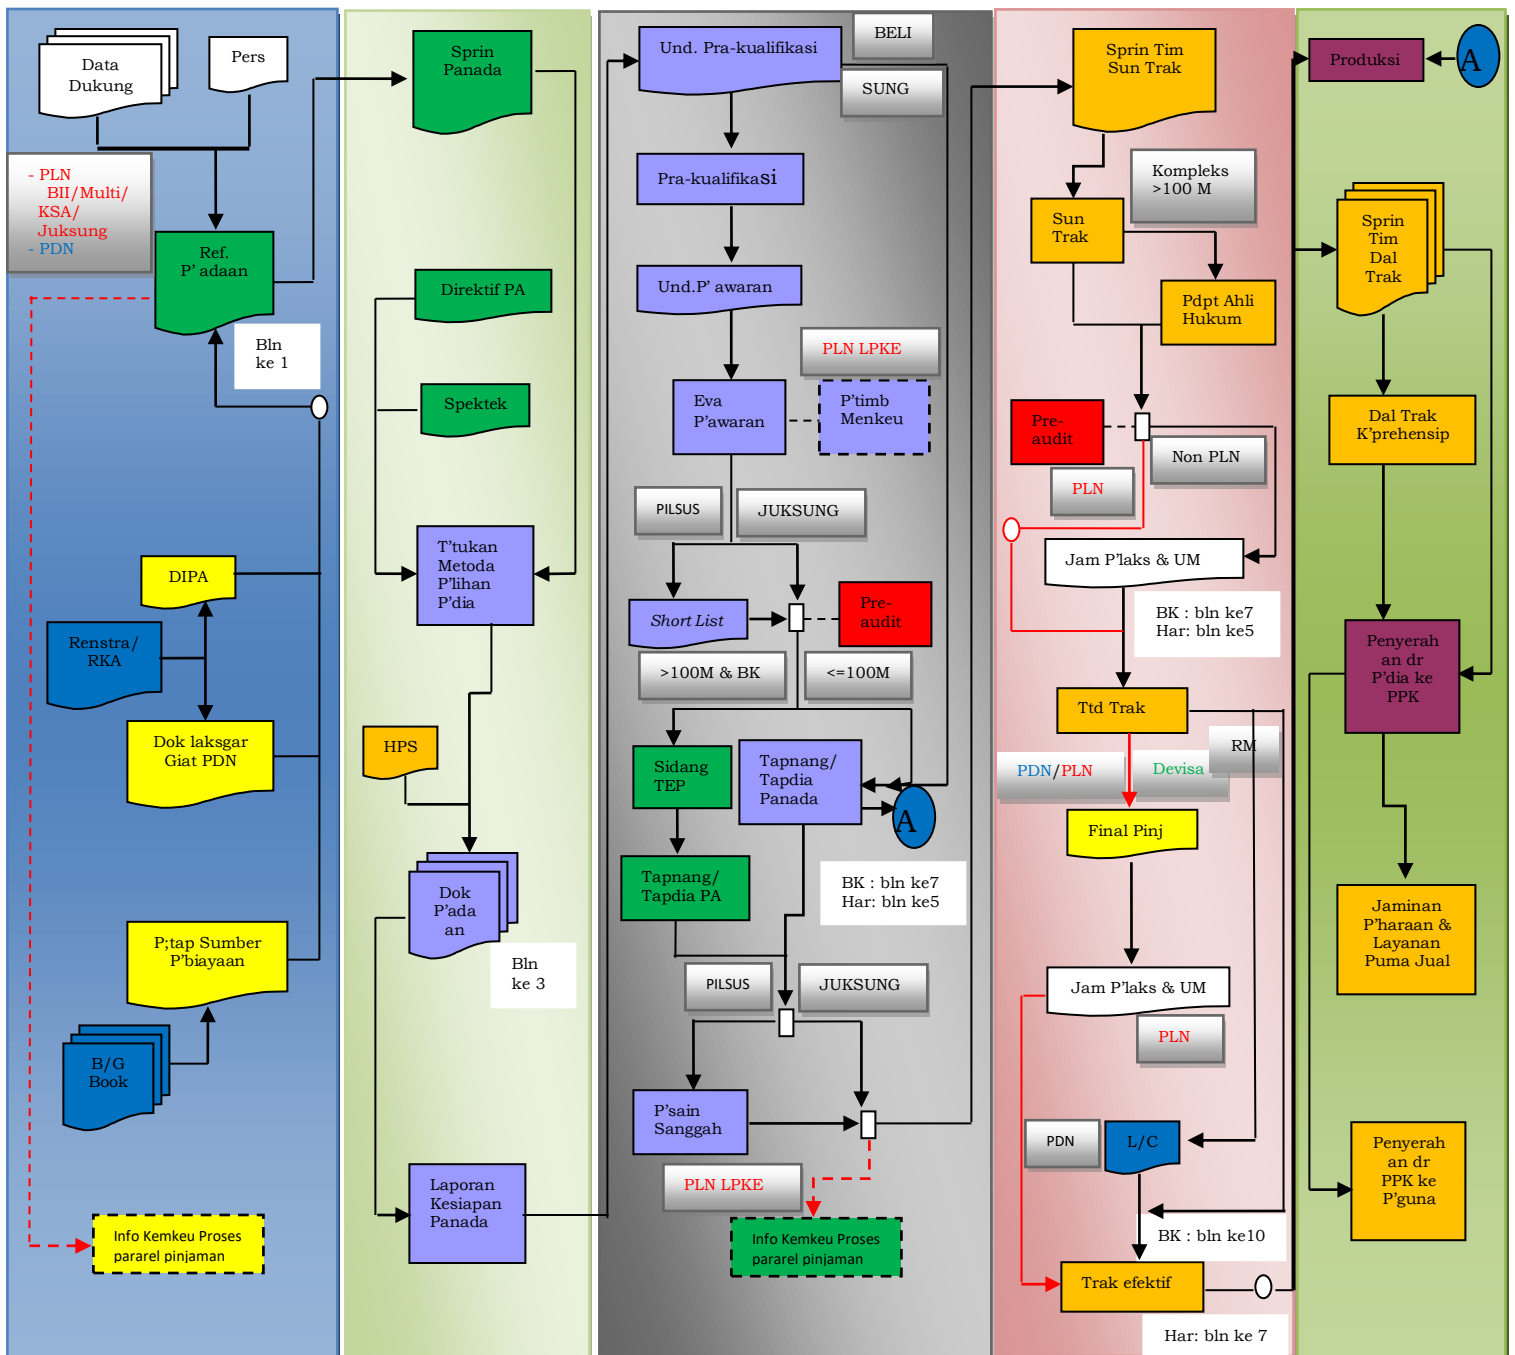 Data
Dukung
Pers
- PLN
BII/Multi/
KSA/
Juksung
- PDN
Ref.
P' adaan
Bln
ke 1
DIPA
Renstra/
RKA
Dok laksgar
Giat PDN
P;tap Sumber
P'biayaan
B/G
Book
Info Kemkeu Proses
pararel pinjaman
Sprin
Panada
Direktif PA
Spektek
T'tukan
Metoda
P'lihan
P'dia
HPS
Dok
P'ada
an
Bln
ke 3
Laporan
Kesiapan
Panada
Und. Pra-kualifikasi
BELI
SUNG
Pra-kualifikasi
Und.P' awaran
PLN LPKE
Eva
P'awaran
P'timb
Menkeu
PILSUS
JUKSUNG
Short List
Pre-
audit
>100M & BK
<=100M
Sidang
TEP
Tapnang/
Tapdia
Panada
A
Tapnang/
Tapdia PA
BK : bln ke7
Har: bln ke5
PILSUS
JUKSUNG
P'sain
Sanggah
PLN LPKE
Info Kemkeu Proses
pararel pinjaman
Sprin Tim
Sun Trak
Kompleks
>100 M
Sun
Trak
Pdpt Ahli
Hukum
Pre-
audit
Non PLN
PLN
Jam P'laks & UM
BK : bln ke7
Har: bln ke5
Ttd Trak
RM
PDN/PLN
Devisa
Final Pinj
Jam P'laks & UM
PLN
PDN
L/C
BK : bln ke10
Trak efektif
Har: bln ke 7
Produksi
A
Sprin
Tim
Dal
Trak
Dal Trak
K'prehensip
Penyerah
an dr
P'dia ke
PPK
Jaminan
P'haraan &
Layanan
Puma Jual
Penyerah
an dr
PPK ke
P'guna